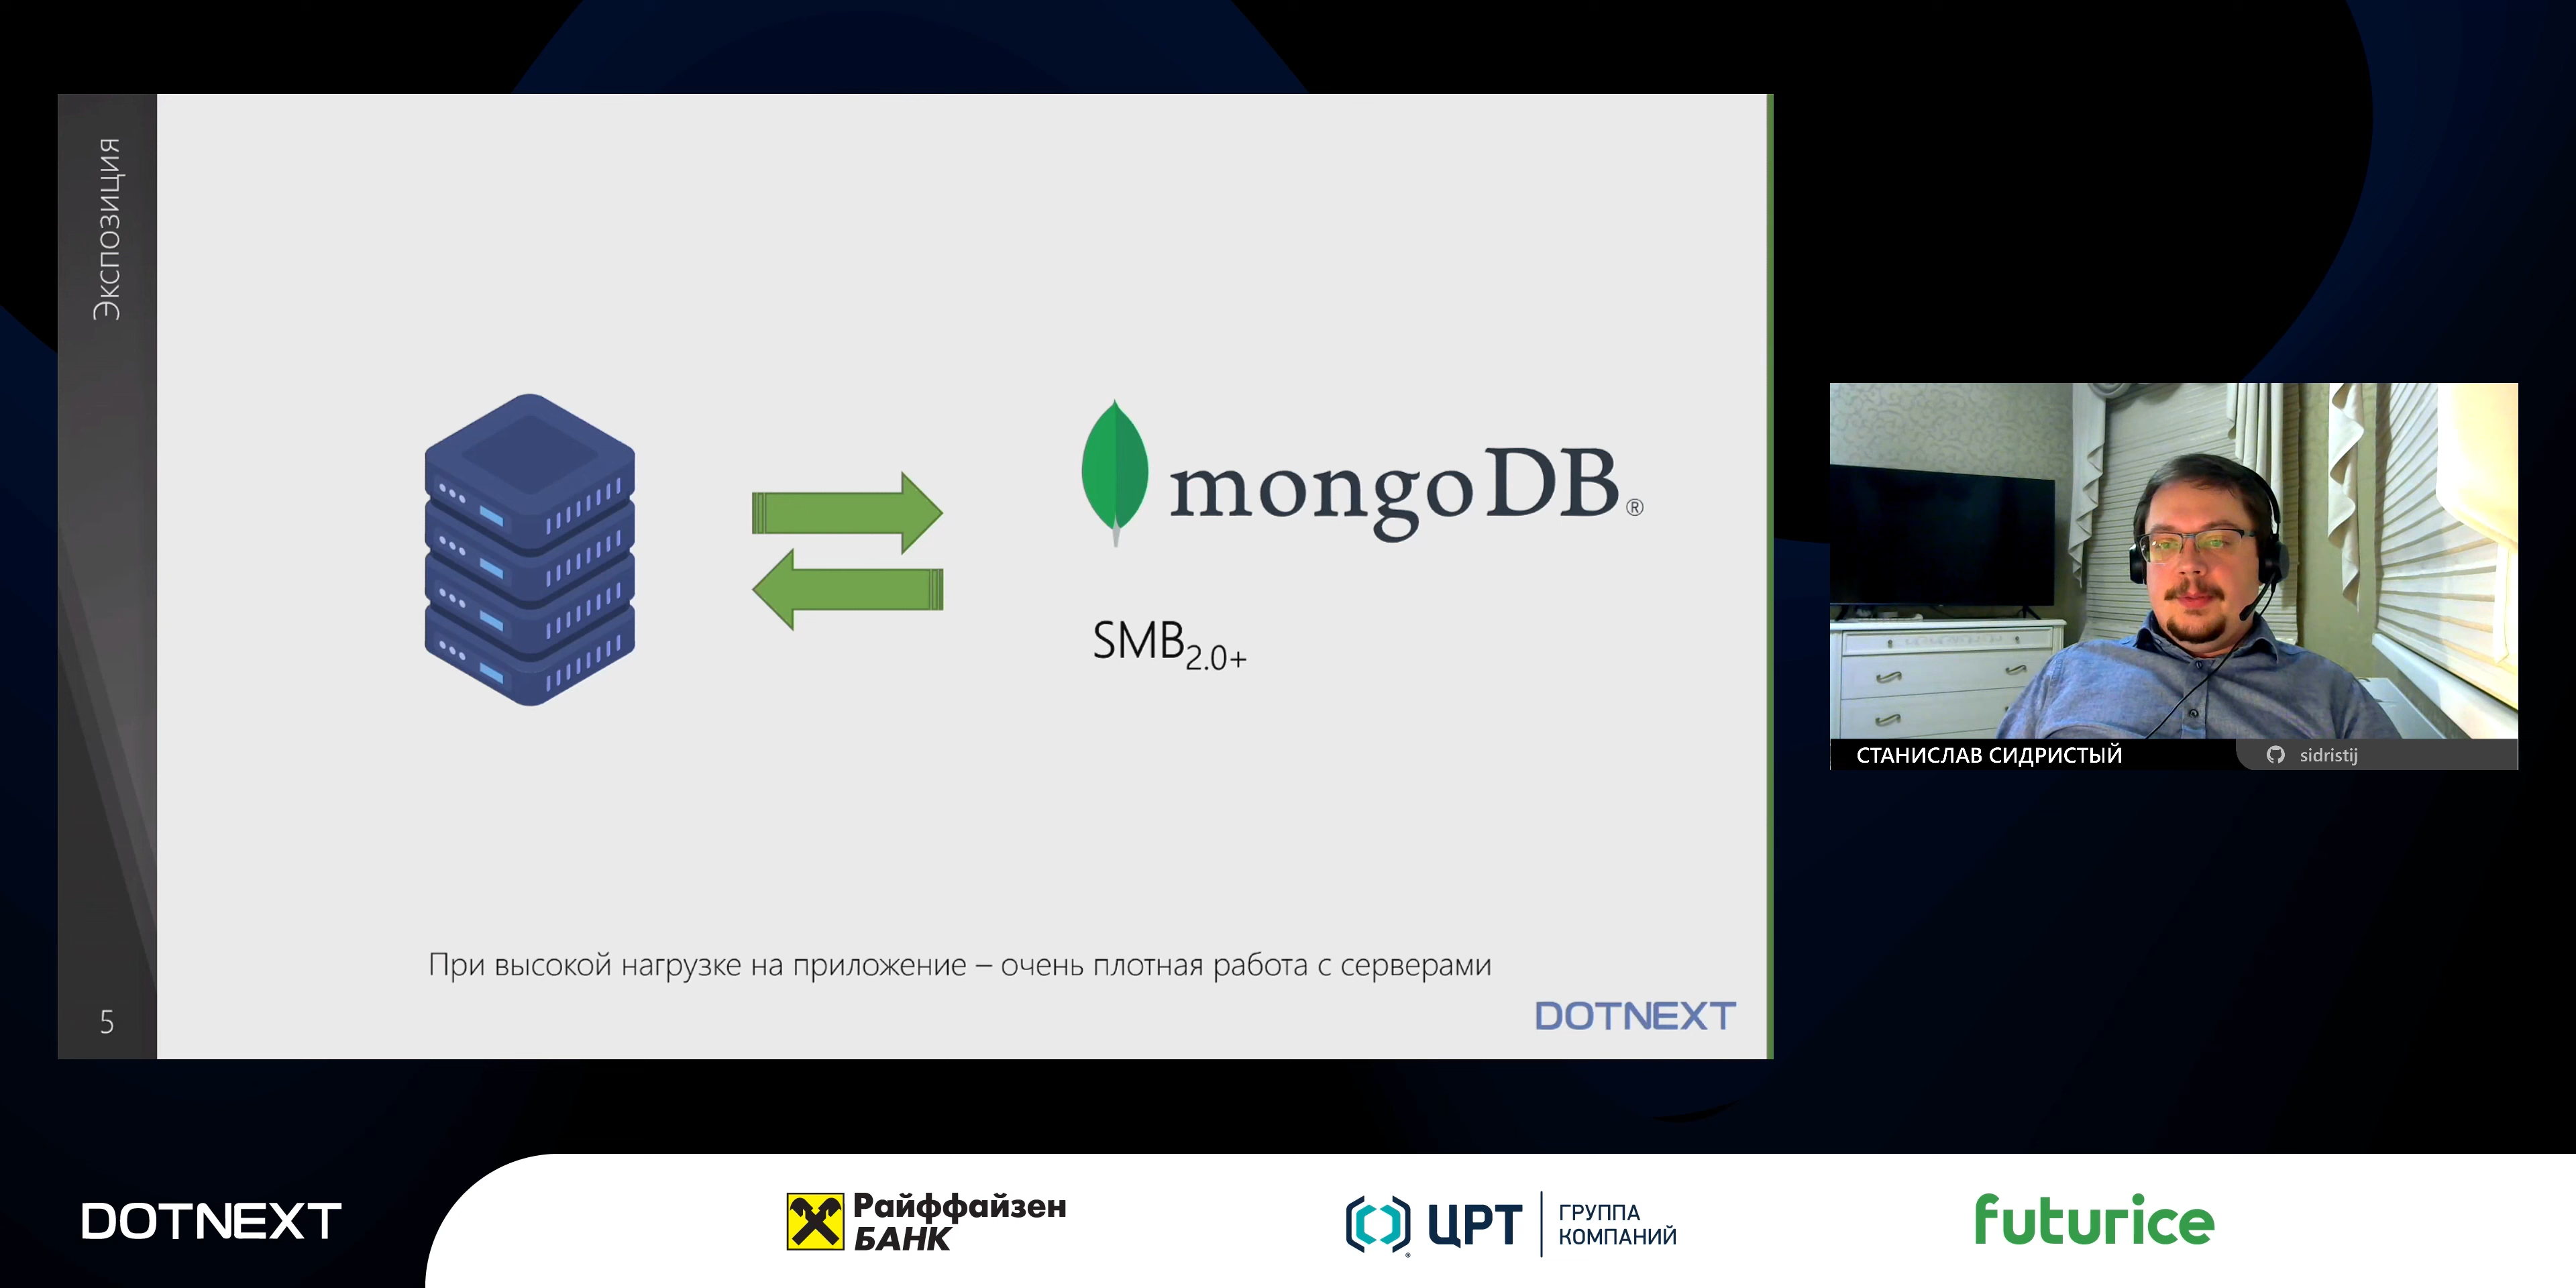 Экспозиция
mongoDB®
SMB2.0+
При высокой нагрузке на приложение – очень плотная работа с серверами
DOTNEXT
5
СТАНИСЛАВ СИДРИСТЫЙ
sidristij
DOTNEXT
Райффайзен
БАНК
ЦРТ
ГРУППА
КОМПАНИЙ
futurice